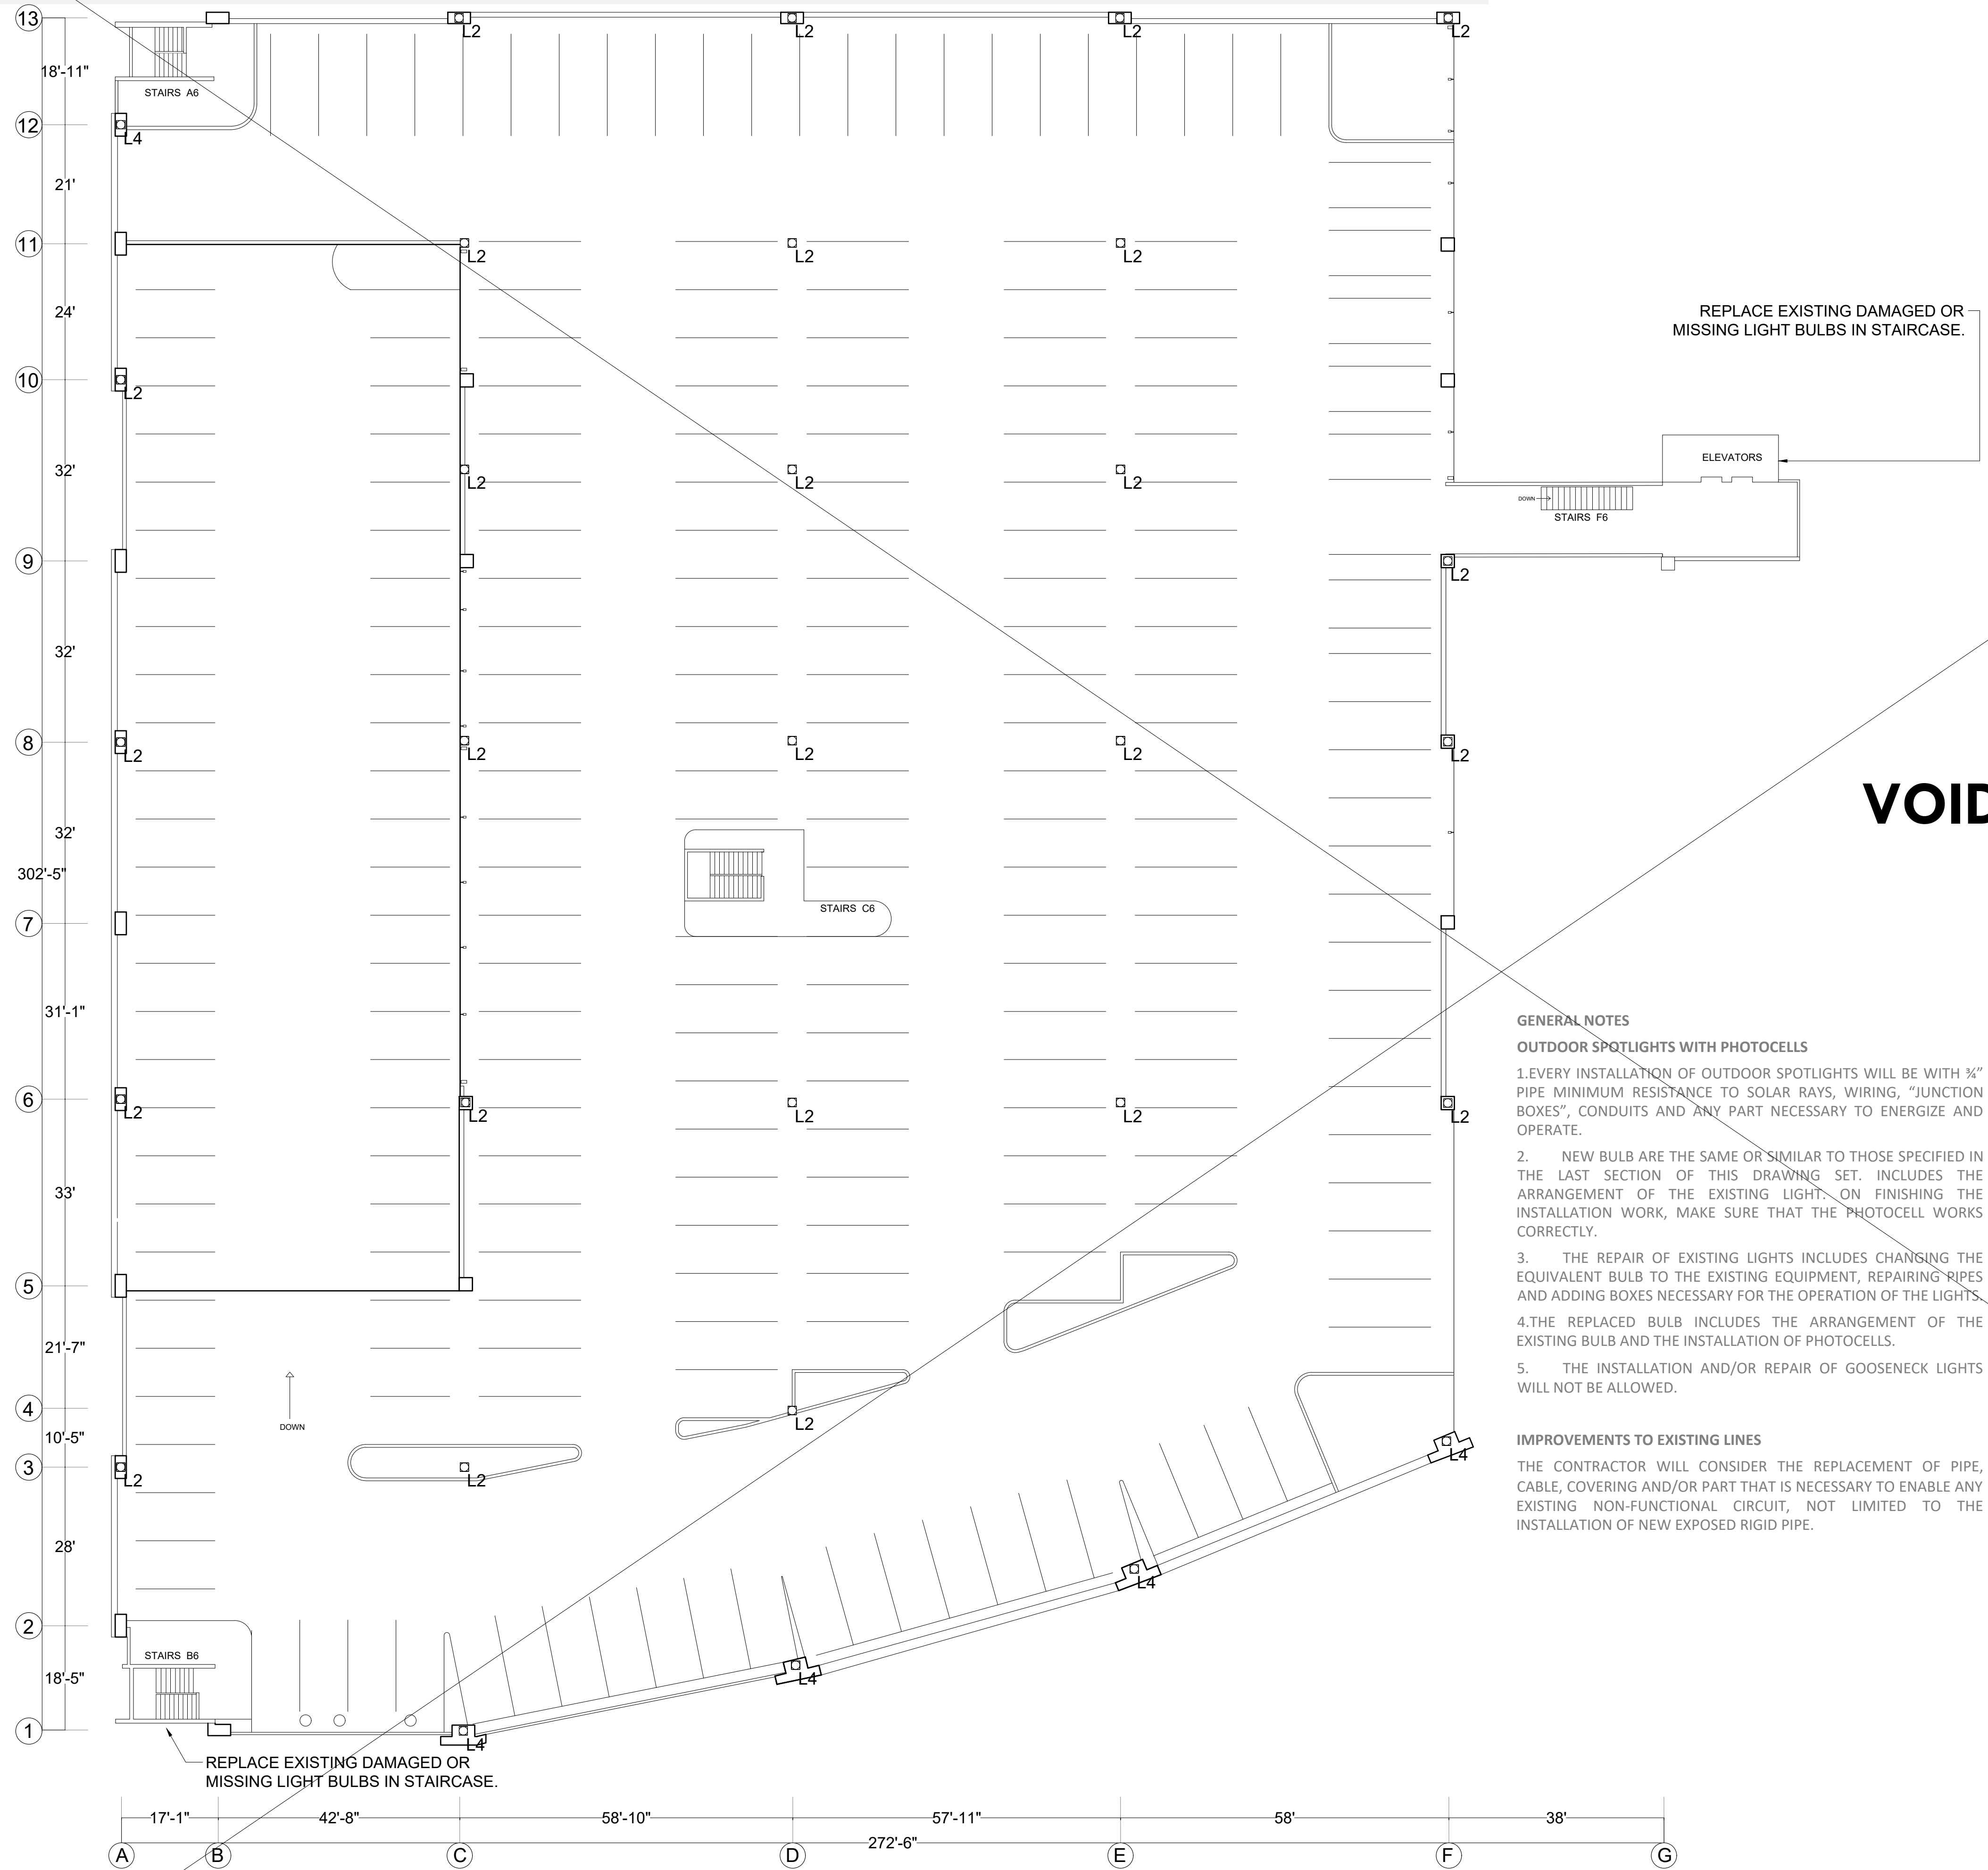 13
L2
L2
L2
L2
18'-11"
STAIRS A6
12
L4
21'
11
L2
L2
L2
24'
REPLACE EXISTING DAMAGED OR
MISSING LIGHT BULBS IN STAIRCASE.
10
L2
ELEVATORS
32'
L2
L2
L2
DOWN
STAIRS F6
9
L2
32'
8
L2
L2
L2
L2
L2
VOID
32'
302'-5"
STAIRS C6
7
31'-1"
6
L2
L2
L2
L2
L2
33'
5
21'-7"
4
L2
DOWN
10'-5"
3
L2
L2
L4
28'
L4
2
STAIRS B6
18'-5"
L4
1
L4
REPLACE EXISTING DAMAGED OR
MISSING LIGHT BULBS IN STAIRCASE.
17'-1"
42'-8"
58'-10"
57'-11"
58'
38'
272'-6"
A
B
C
D
E
F
G
GENERAL NOTES
OUTDOOR SPOTLIGHTS WITH PHOTOCELLS
1.EVERY INSTALLATION OF OUTDOOR SPOTLIGHTS WILL BE WITH ¾”
PIPE MINIMUM RESISTANCE TO SOLAR RAYS, WIRING, “JUNCTION
BOXES”, CONDUITS AND ANY PART NECESSARY TO ENERGIZE AND
OPERATE.
2. NEW BULB ARE THE SAME OR SIMILAR TO THOSE SPECIFIED IN
THE LAST SECTION OF THIS DRAWING SET. INCLUDES THE
ARRANGEMENT OF THE EXISTING LIGHT. ON FINISHING THE
INSTALLATION WORK, MAKE SURE THAT THE PHOTOCELL WORKS
CORRECTLY.
3. THE REPAIR OF EXISTING LIGHTS INCLUDES CHANGING THE
EQUIVALENT BULB TO THE EXISTING EQUIPMENT, REPAIRING PIPES
AND ADDING BOXES NECESSARY FOR THE OPERATION OF THE LIGHTS.
4.THE REPLACED BULB INCLUDES THE ARRANGEMENT OF THE
EXISTING BULB AND THE INSTALLATION OF PHOTOCELLS.
5. THE INSTALLATION AND/OR REPAIR OF GOOSENECK LIGHTS
WILL NOT BE ALLOWED.
IMPROVEMENTS TO EXISTING LINES
THE CONTRACTOR WILL CONSIDER THE REPLACEMENT OF PIPE,
CABLE, COVERING AND/OR PART THAT IS NECESSARY TO ENABLE ANY
EXISTING NON-FUNCTIONAL CIRCUIT, NOT LIMITED TO THE
INSTALLATION OF NEW EXPOSED RIGID PIPE.